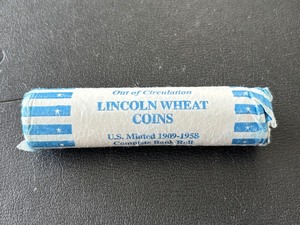 Out of Circulation
LINCOLN WHEAT
COINS
U.S. Minted 1909-1958
Complete Bank Roll